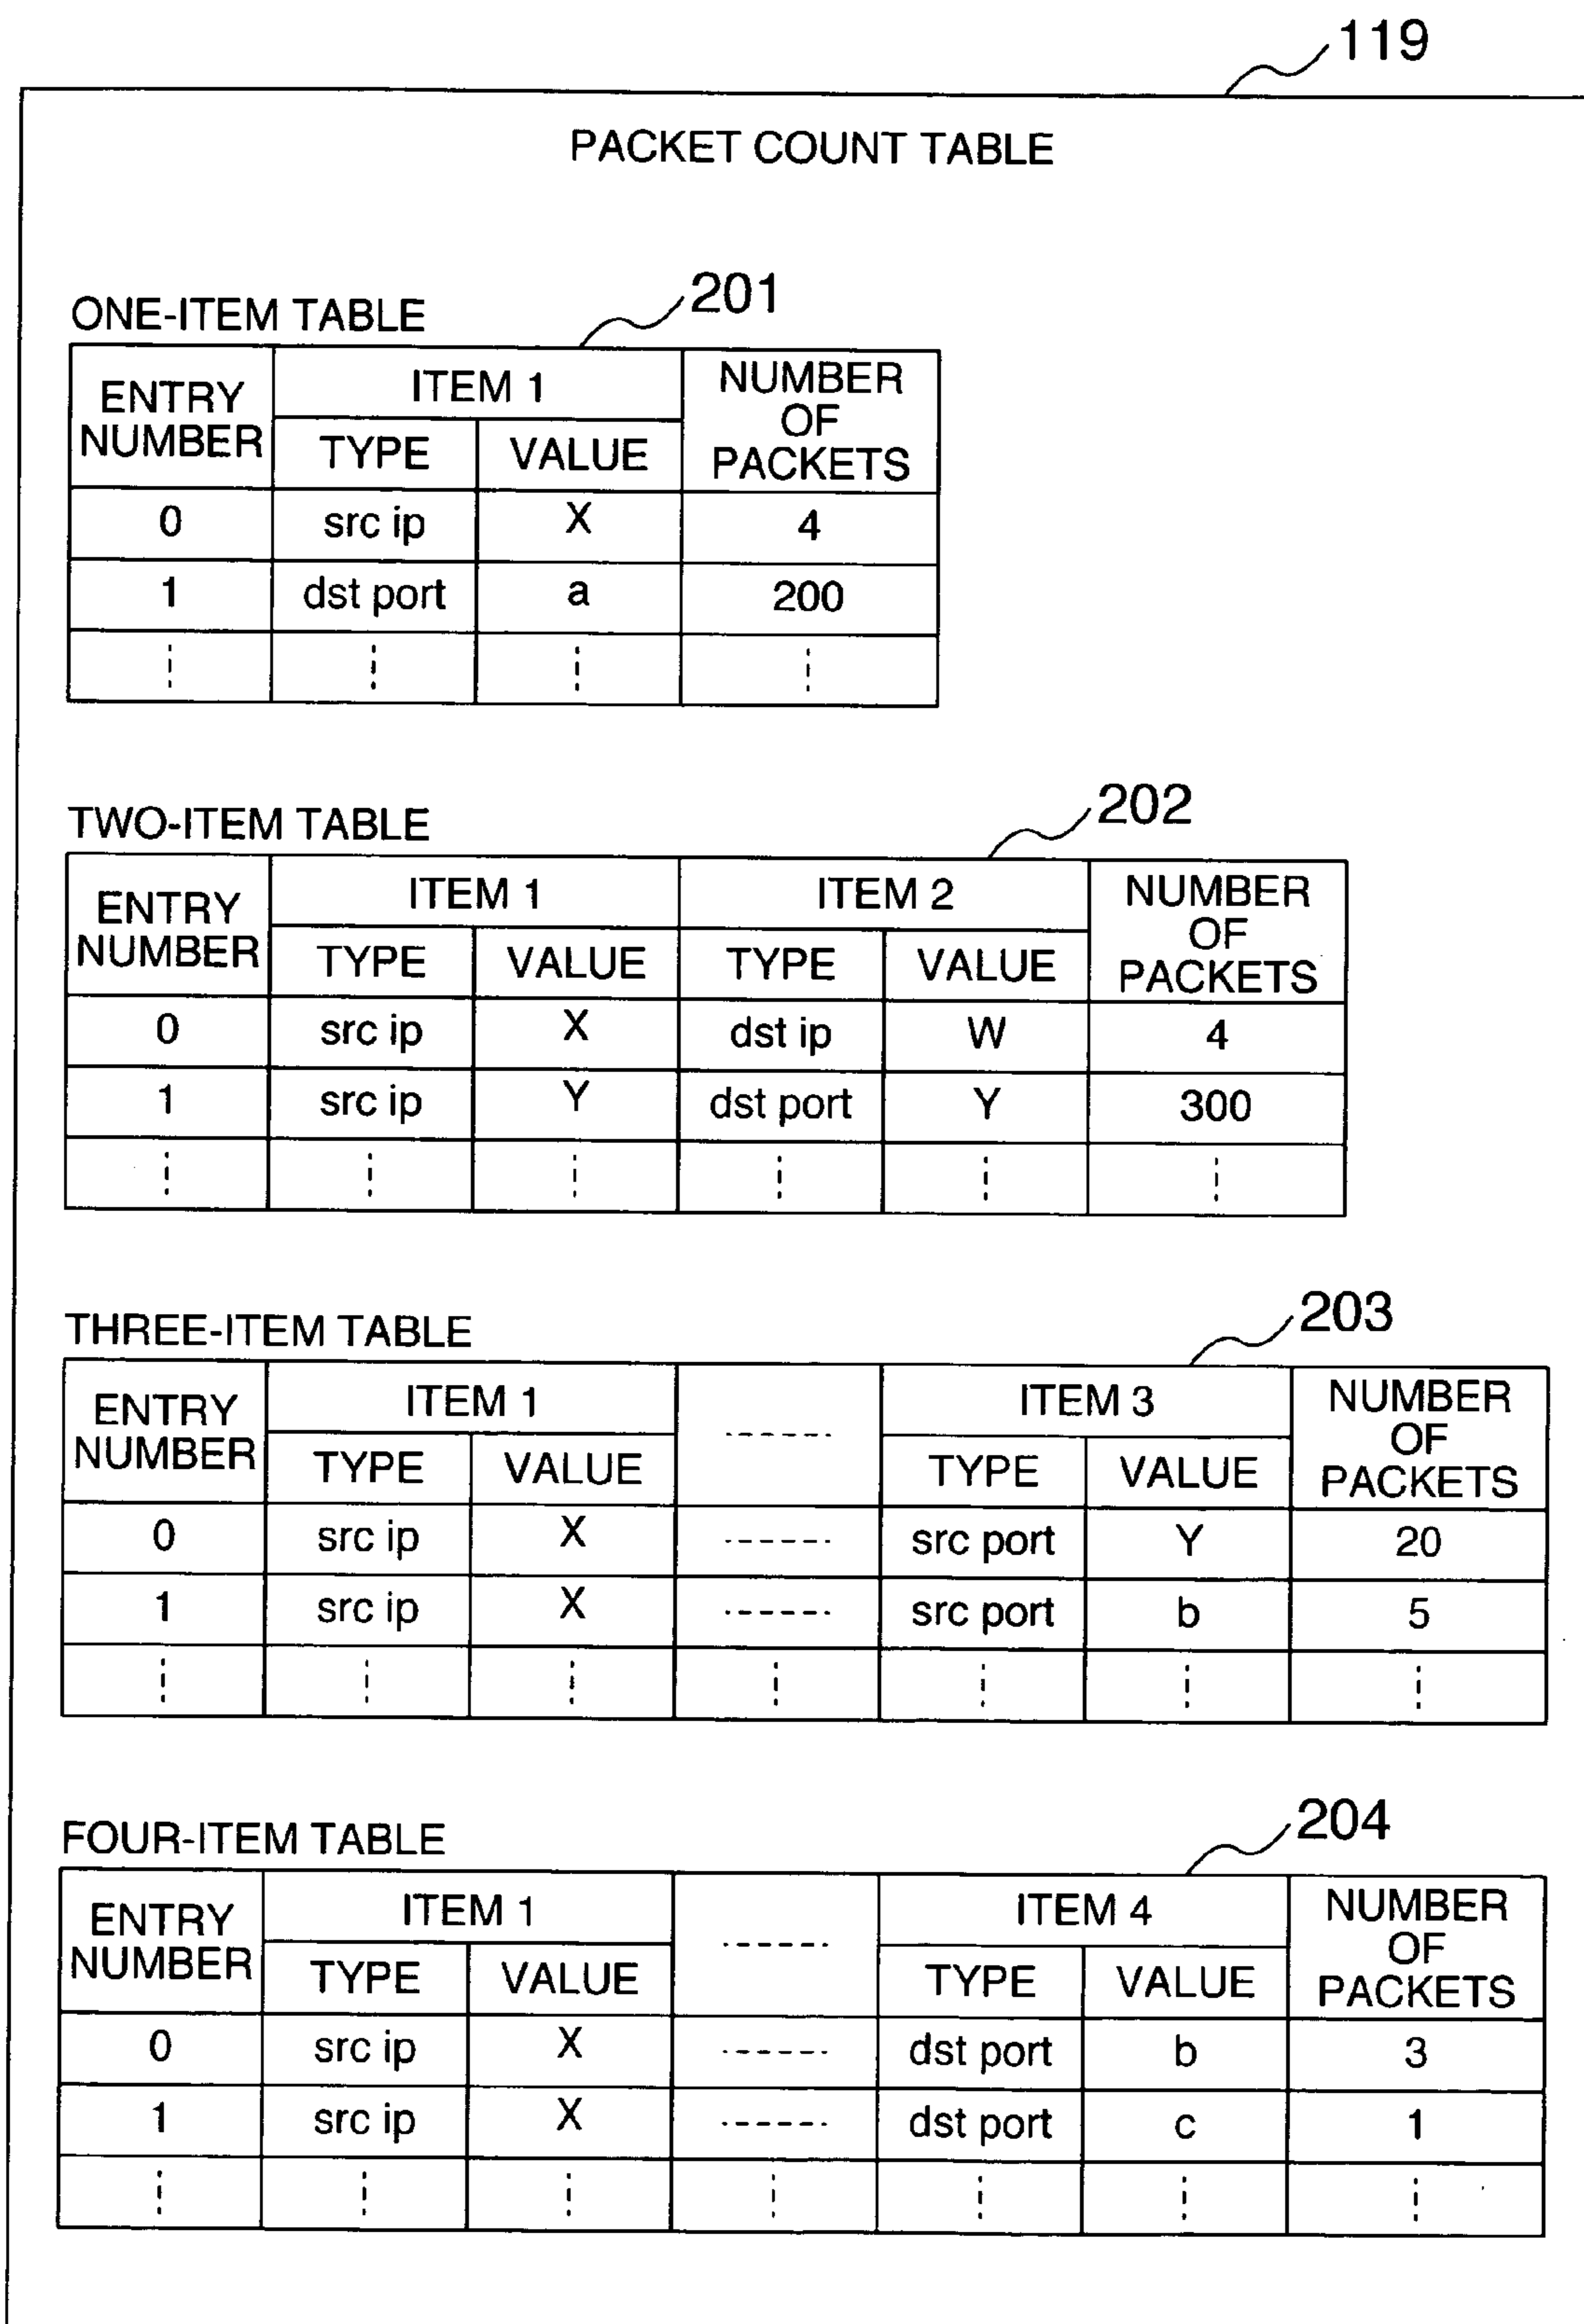 119
PACKET COUNT TABLE
ONE-ITEM TABLE
201
ENTRY NUMBER ITEM 1 NUMBER OF PACKETS
TYPE VALUE
0 src ip X 4
1 dst port a 200
TWO-ITEM TABLE
202
ENTRY NUMBER ITEM 1 ITEM 2 NUMBER OF PACKETS
TYPE VALUE TYPE VALUE
0 src ip X dst ip W 4
1 src ip Y dst port Y 300
THREE-ITEM TABLE
203
ENTRY NUMBER ITEM 1 ------ ITEM 3 NUMBER OF PACKETS
TYPE VALUE TYPE VALUE
0 src ip X ------ src port Y 20
1 src ip X ------ src port b 5
FOUR-ITEM TABLE
204
ENTRY NUMBER ITEM 1 ------ ITEM 4 NUMBER OF PACKETS
TYPE VALUE TYPE VALUE
0 src ip X ------ dst port b 3
1 src ip X ------ dst port c 1